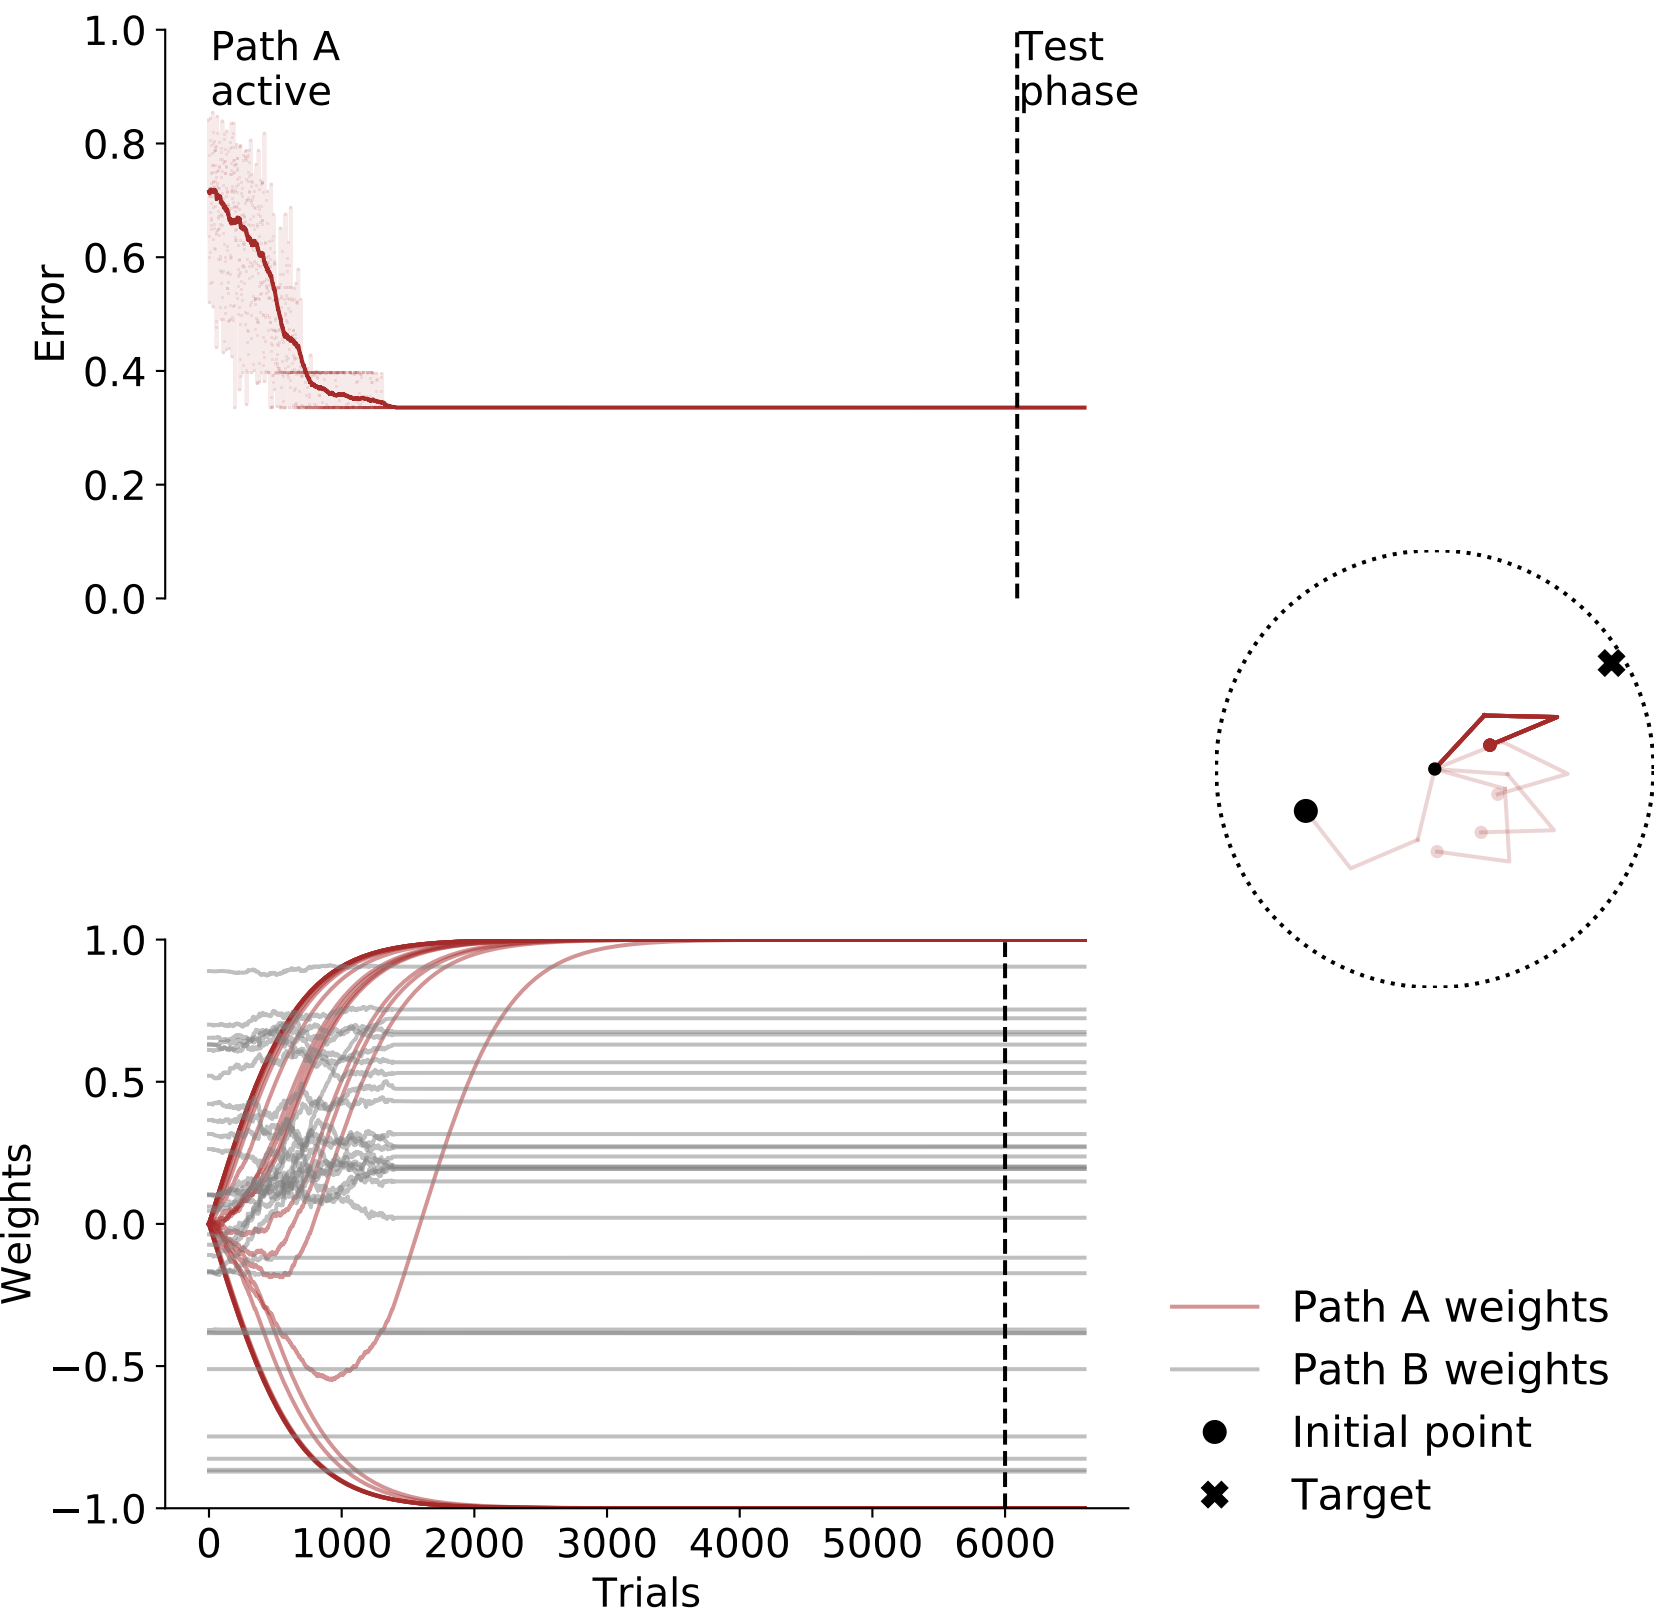 1.0
Path A
active
Test
phase
0.8
0.6
Error
0.4
0.2
0.0
1.0
0.5
0.0
Weights
−0.5
−1.0
0 1000 2000 3000 4000 5000 6000
Trials
Path A weights
Path B weights
Initial point
Target